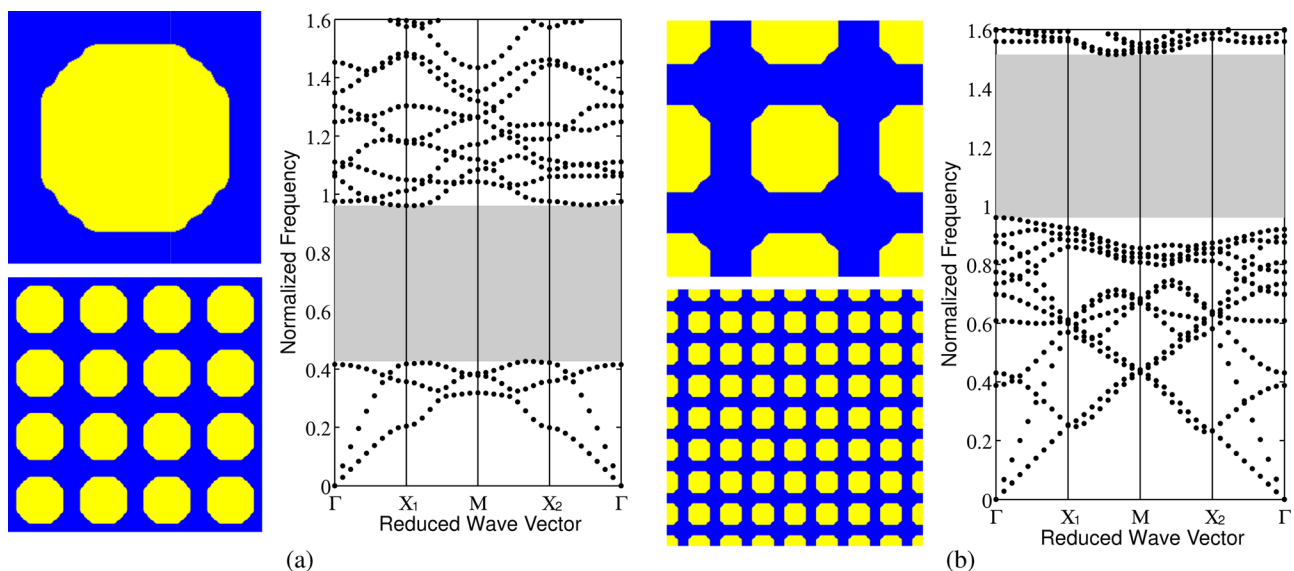 1.6
1.4
1.2
1
0.8
0.6
0.4
0.2
0
Normalized Frequency
Γ X1 M X2 Γ
Reduced Wave Vector
(a)
1.6
1.4
1.2
1
0.8
0.6
0.4
0.2
0
Normalized Frequency
Γ X1 M X2 Γ
Reduced Wave Vector
(b)